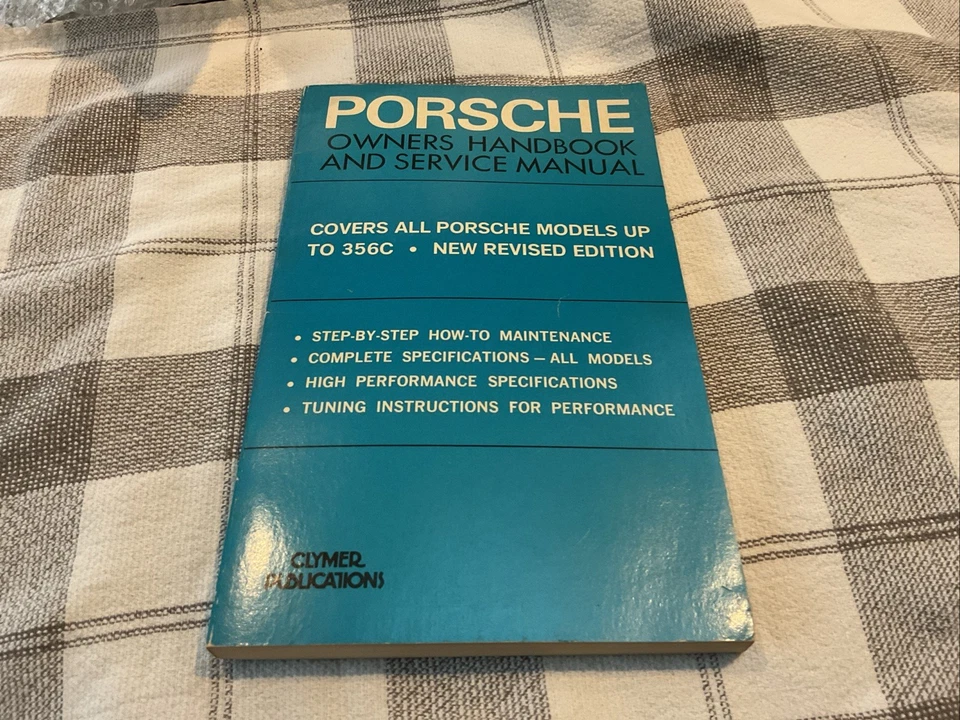 PORSCHE
OWNERS HANDBOOK
AND SERVICE MANUAL
COVERS ALL PORSCHE MODELS UP
TO 356C • NEW REVISED EDITION
• STEP-BY-STEP HOW-TO MAINTENANCE
• COMPLETE SPECIFICATIONS — ALL MODELS
• HIGH PERFORMANCE SPECIFICATIONS
• TUNING INSTRUCTIONS FOR PERFORMANCE
CLYMER
PUBLICATIONS